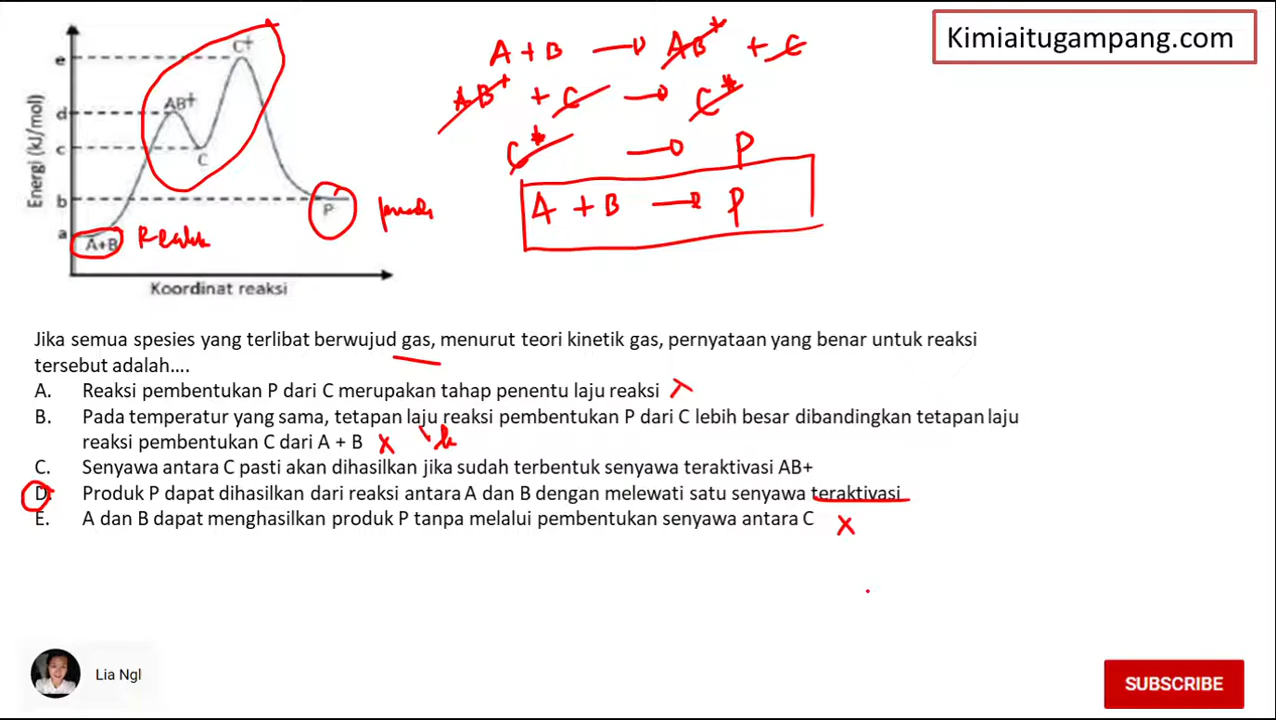 Kimiaitugampang.com
e
C+
A + B → AB* + C
AB* + C → C*
d
AB+
c
C
C* → P
Energi (kJ/mol)
b
P
A + B → P
a
A+B
Koordinat reaksi
Jika semua spesies yang terlibat berwujud gas, menurut teori kinetik gas, pernyataan yang benar untuk reaksi
tersebut adalah....
A. Reaksi pembentukan P dari C merupakan tahap penentu laju reaksi x
B. Pada temperatur yang sama, tetapan laju reaksi pembentukan P dari C lebih besar dibandingkan tetapan laju
reaksi pembentukan C dari A + B x k
C. Senyawa antara C pasti akan dihasilkan jika sudah terbentuk senyawa teraktivasi AB+
D. Produk P dapat dihasilkan dari reaksi antara A dan B dengan melewati satu senyawa teraktivasi
E. A dan B dapat menghasilkan produk P tanpa melalui pembentukan senyawa antara C x
Lia Ngl
SUBSCRIBE